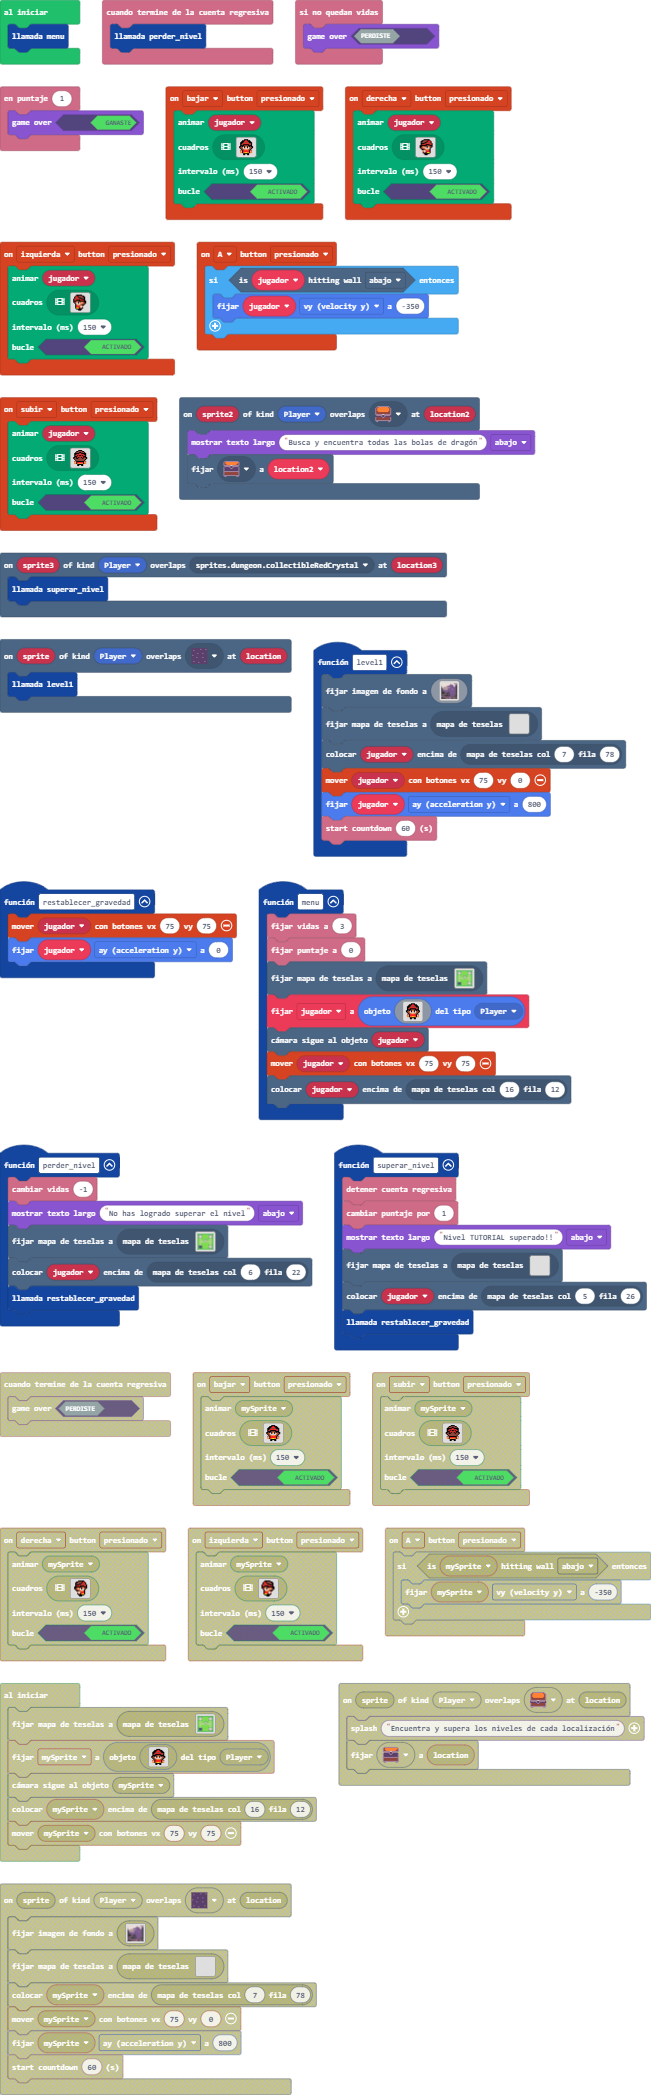 al iniciar
llamada menu
cuando termine de la cuenta regresiva
llamada perder_nivel
si no quedan vidas
game over PERDISTE
en puntaje 1
game over GANASTE
on bajar button presionado
animar jugador
cuadros
intervalo (ms) 150
bucle ACTIVADO
on derecha button presionado
animar jugador
cuadros
intervalo (ms) 150
bucle ACTIVADO
on izquierda button presionado
animar jugador
cuadros
intervalo (ms) 150
bucle ACTIVADO
on A button presionado
si is jugador hitting wall abajo entonces
fijar jugador vy (velocity y) a -350
on subir button presionado
animar jugador
cuadros
intervalo (ms) 150
bucle ACTIVADO
on sprite2 of kind Player overlaps at location2
mostrar texto largo "Busca y encuentra todas las bolas de dragón" abajo
fijar a location2
on sprite3 of kind Player overlaps sprites.dungeon.collectibleRedCrystal at location3
llamada superar_nivel
on sprite of kind Player overlaps at location
llamada level1
función level1
fijar imagen de fondo a
fijar mapa de teselas a mapa de teselas
colocar jugador encima de mapa de teselas col 7 fila 78
mover jugador con botones vx 75 vy 0
fijar jugador ay (acceleration y) a 800
start countdown 60 (s)
función restablecer_gravedad
mover jugador con botones vx 75 vy 75
fijar jugador ay (acceleration y) a 0
función menu
fijar vidas a 3
fijar puntaje a 0
fijar mapa de teselas a mapa de teselas
fijar jugador a objeto del tipo Player
cámara sigue al objeto jugador
mover jugador con botones vx 75 vy 75
colocar jugador encima de mapa de teselas col 16 fila 12
función perder_nivel
cambiar vidas -1
mostrar texto largo "No has logrado superar el nivel" abajo
fijar mapa de teselas a mapa de teselas
colocar jugador encima de mapa de teselas col 6 fila 22
llamada restablecer_gravedad
función superar_nivel
detener cuenta regresiva
cambiar puntaje por 1
mostrar texto largo "Nivel TUTORIAL superado!!" abajo
fijar mapa de teselas a mapa de teselas
colocar jugador encima de mapa de teselas col 5 fila 26
llamada restablecer_gravedad
cuando termine de la cuenta regresiva
game over PERDISTE
on bajar button presionado
animar mySprite
cuadros
intervalo (ms) 150
bucle ACTIVADO
on subir button presionado
animar mySprite
cuadros
intervalo (ms) 150
bucle ACTIVADO
on derecha button presionado
animar mySprite
cuadros
intervalo (ms) 150
bucle ACTIVADO
on izquierda button presionado
animar mySprite
cuadros
intervalo (ms) 150
bucle ACTIVADO
on A button presionado
si is mySprite hitting wall abajo entonces
fijar mySprite vy (velocity y) a -350
al iniciar
fijar mapa de teselas a mapa de teselas
fijar mySprite a objeto del tipo Player
cámara sigue al objeto mySprite
colocar mySprite encima de mapa de teselas col 16 fila 12
mover mySprite con botones vx 75 vy 75
on sprite of kind Player overlaps at location
splash "Encuentra y supera los niveles de cada localización"
fijar a location
on sprite of kind Player overlaps at location
fijar imagen de fondo a
fijar mapa de teselas a mapa de teselas
colocar mySprite encima de mapa de teselas col 7 fila 78
mover mySprite con botones vx 75 vy 0
fijar mySprite ay (acceleration y) a 800
start countdown 60 (s)